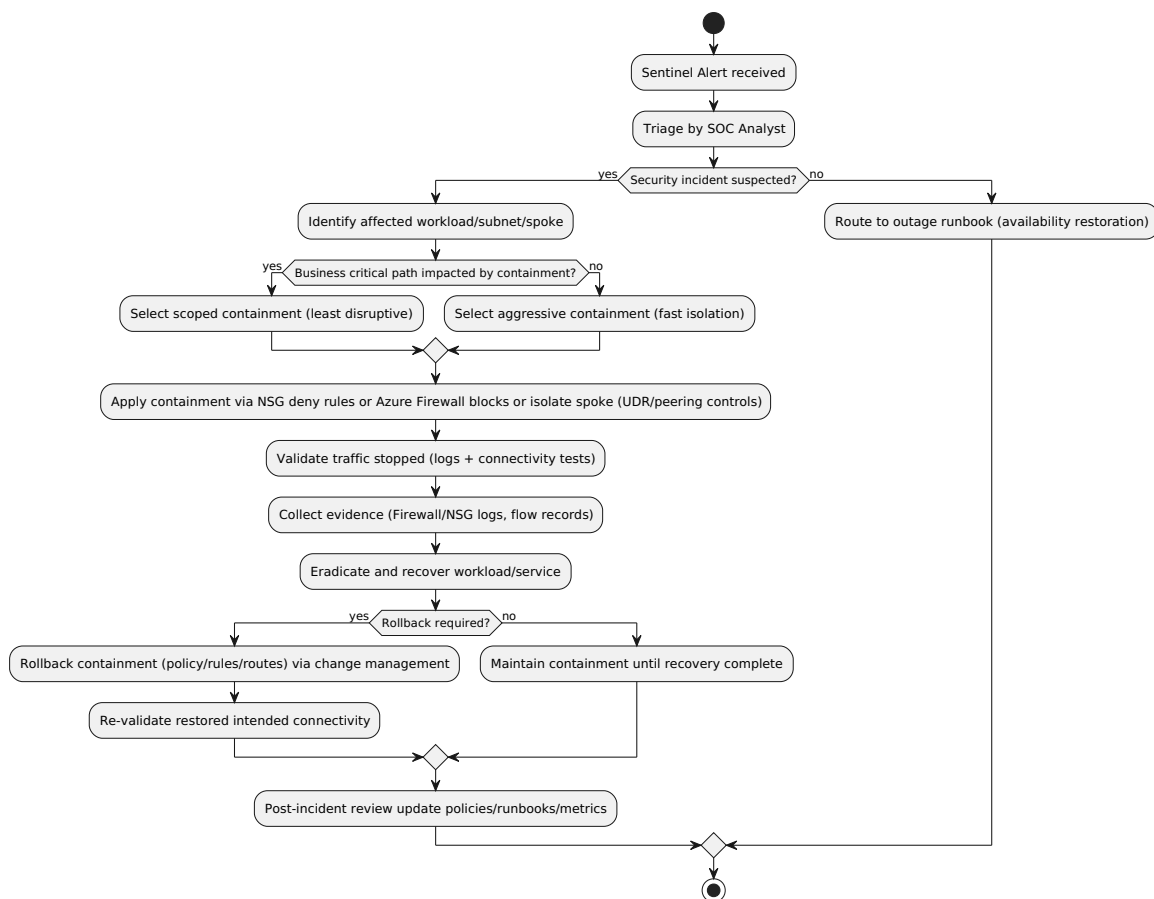 Sentinel Alert received
Triage by SOC Analyst
yes
Security incident suspected?
no
Identify affected workload/subnet/spoke
Route to outage runbook (availability restoration)
yes
Business critical path impacted by containment?
no
Select scoped containment (least disruptive)
Select aggressive containment (fast isolation)
Apply containment via NSG deny rules or Azure Firewall blocks or isolate spoke (UDR/peering controls)
Validate traffic stopped (logs + connectivity tests)
Collect evidence (Firewall/NSG logs, flow records)
Eradicate and recover workload/service
yes
Rollback required?
no
Rollback containment (policy/rules/routes) via change management
Maintain containment until recovery complete
Re-validate restored intended connectivity
Post-incident review update policies/runbooks/metrics